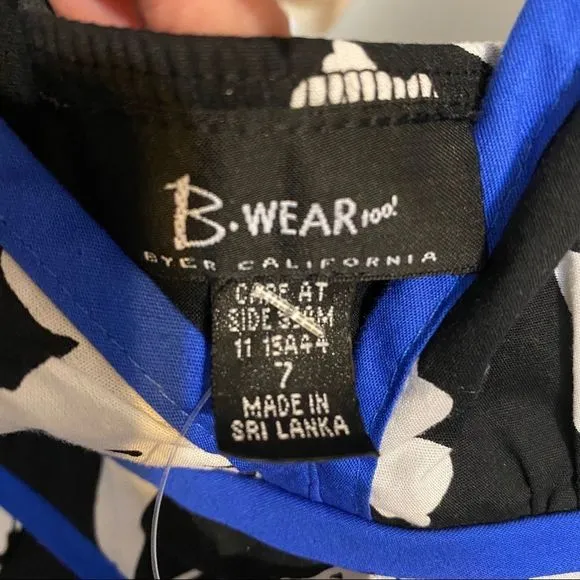 B.WEAR too!
BYER CALIFORNIA
CARE AT
SIDE SEAM
11 15A44
7
MADE IN
SRI LANKA